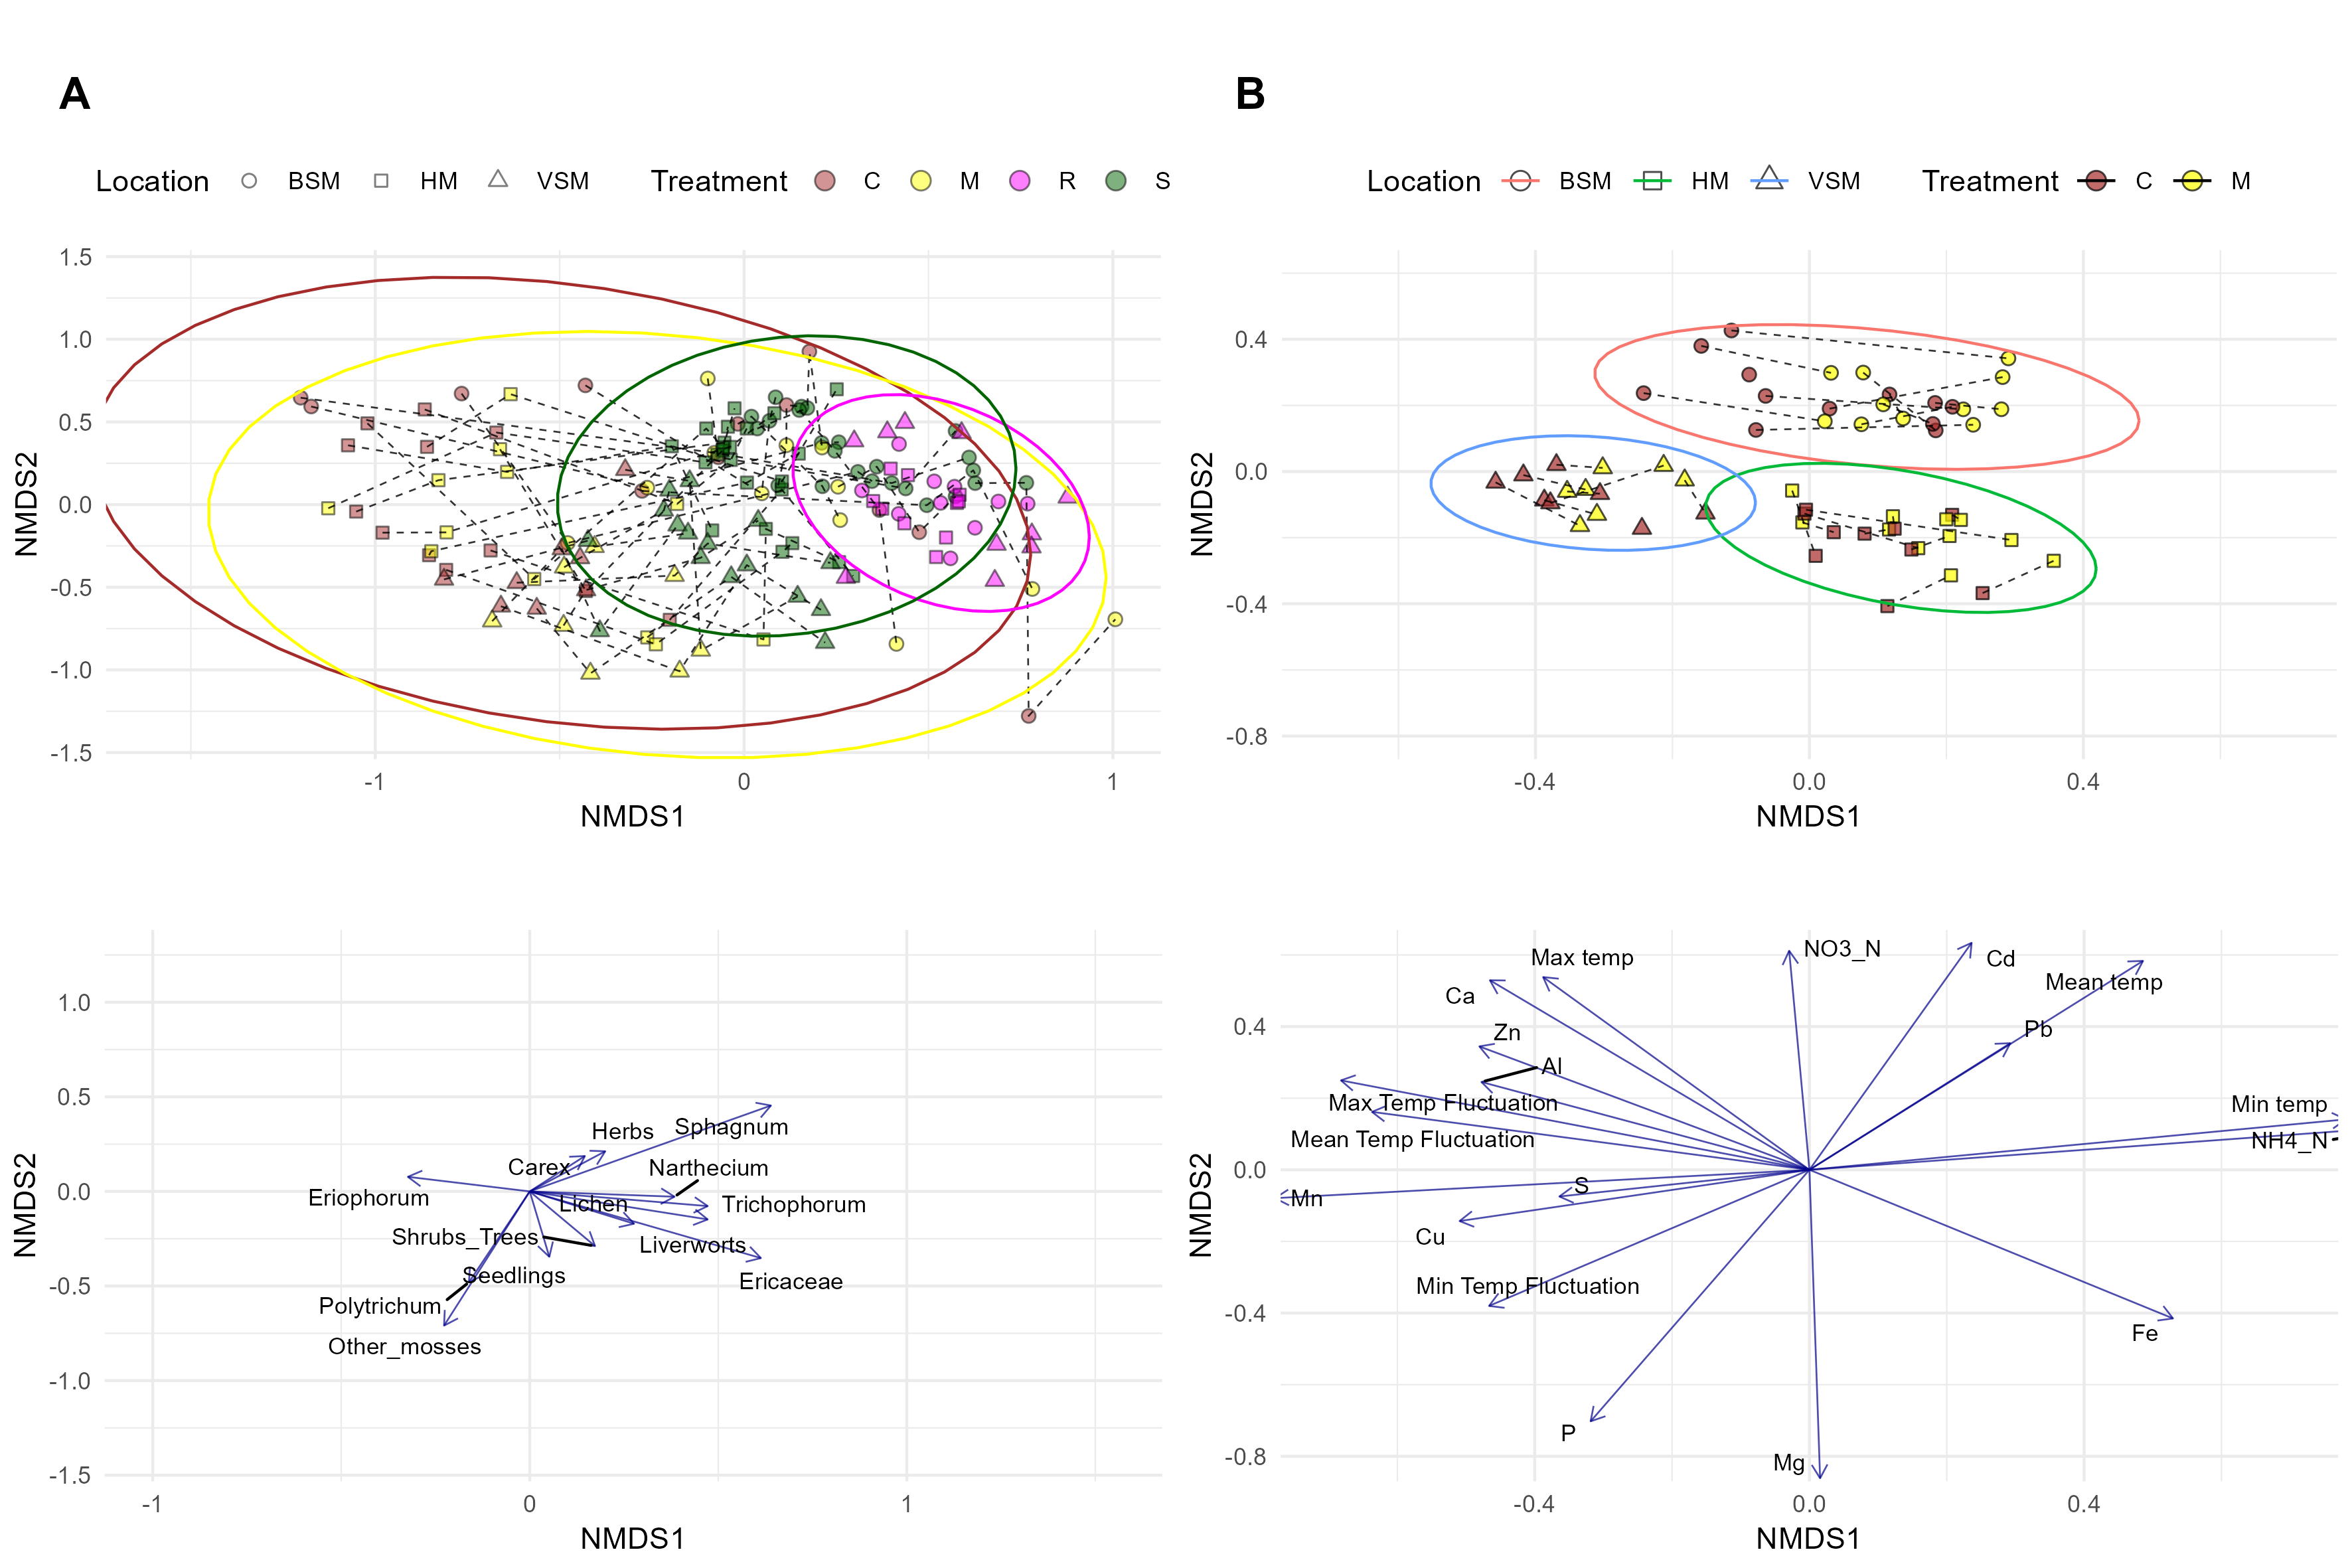 A
B
Location BSM HM VSM Treatment C M R S
Location BSM HM VSM Treatment C M
1.5
1.0
0.5
0.0
-0.5
-1.0
-1.5
NMDS2
-1 0 1
NMDS1
0.4
0.0
-0.4
-0.8
NMDS2
-0.4 0.0 0.4
NMDS1
1.0
0.5
0.0
-0.5
-1.0
-1.5
NMDS2
Herbs
Sphagnum
Carex
Narthecium
Eriophorum
Lichen
Trichophorum
Shrubs_Trees
Liverworts
Seedlings
Ericaceae
Polytrichum
Other_mosses
-1 0 1
NMDS1
0.4
0.0
-0.4
-0.8
NMDS2
NO3_N
Max temp
Cd
Mean temp
Ca
Zn
Pb
Al
Max Temp Fluctuation
Min temp
Mean Temp Fluctuation
NH4_N
S
Mn
Cu
Min Temp Fluctuation
Fe
P
Mg
-0.4 0.0 0.4
NMDS1